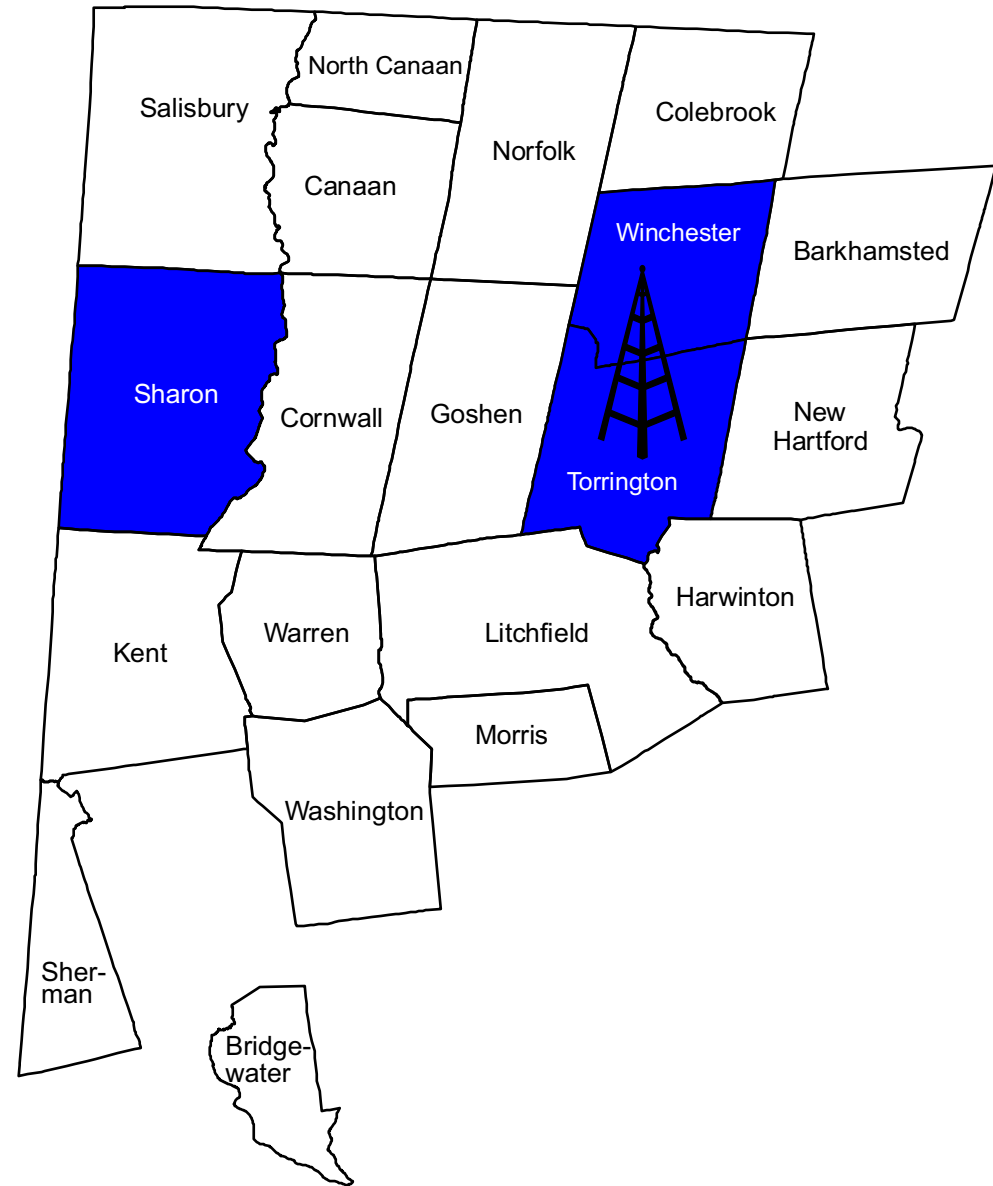 North Canaan
Salisbury
Colebrook
Norfolk
Canaan
Winchester
Barkhamsted
Sharon
Cornwall
Goshen
New
Hartford
Torrington
Harwinton
Warren
Litchfield
Kent
Morris
Washington
Sher-
man
Bridge-
water